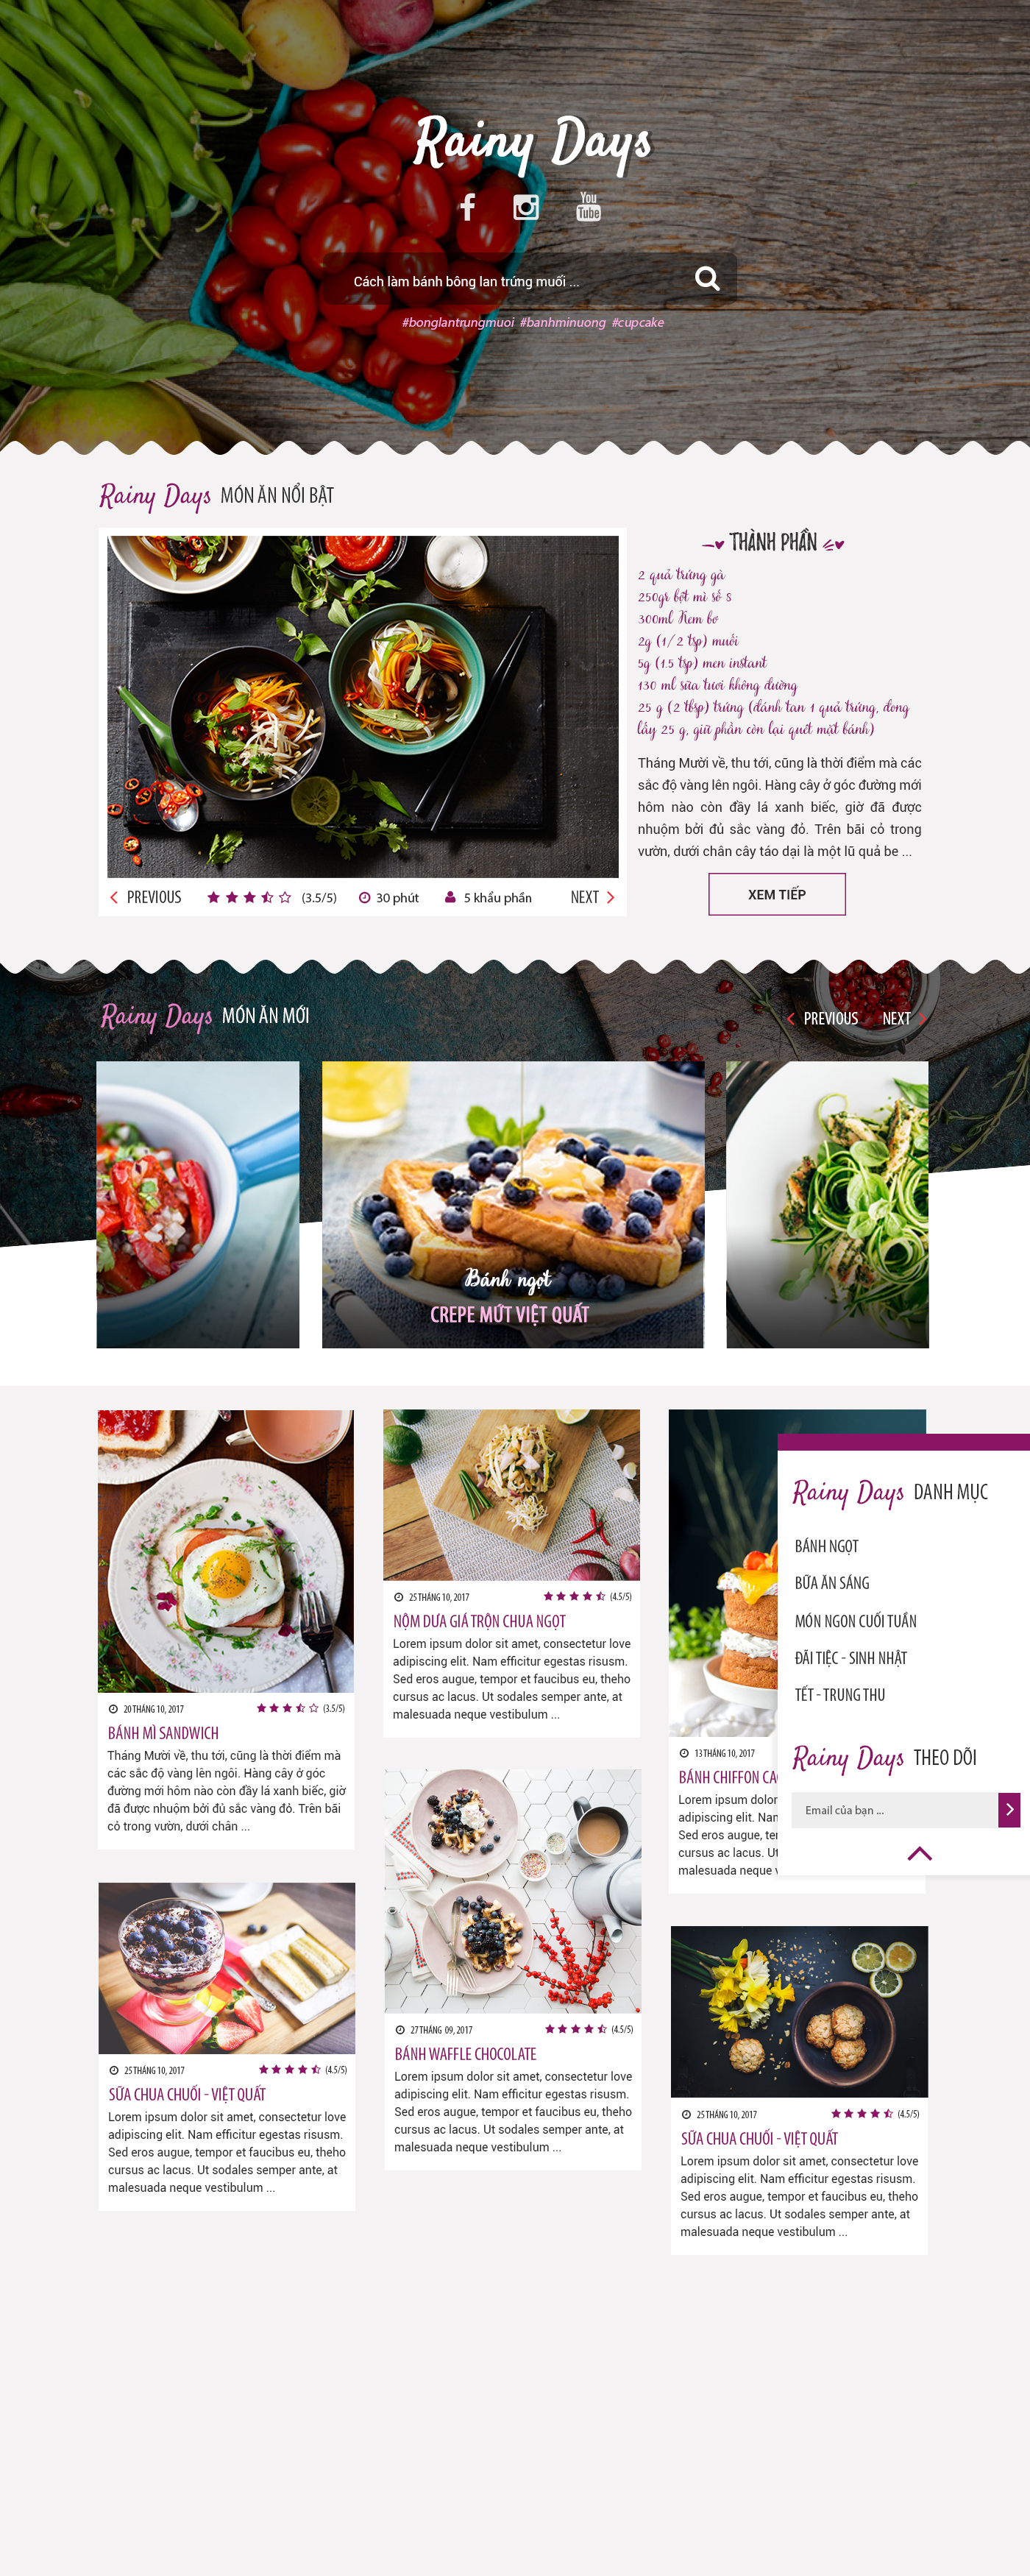 Rainy Days
You
Tube
Cách làm bánh bông lan trứng muối ...
#bonglantrungmuoi #banhminuong #cupcake
Rainy Days MÓN ĂN NỔI BẬT
THÀNH PHẦN
2 quả trứng gà
250gr bột mì số 8
300ml Kem bơ
2g (1/2 tsp) muối
5g (1.5 tsp) men instant
130 ml sữa tươi không đường
25 g (2 tbsp) trứng (đánh tan 1 quả trứng, đong
lấy 25 g, giữ phần còn lại quét mặt bánh)
Tháng Mười về, thu tới, cũng là thời điểm mà các
sắc độ vàng lên ngôi. Hàng cây ở góc đường mới
hôm nào còn đầy lá xanh biếc, giờ đã được
nhuộm bởi đủ sắc vàng đỏ. Trên bãi cỏ trong
vườn, dưới chân cây táo dại là một lũ quả be ...
XEM TIẾP
PREVIOUS (3.5/5) 30 phút 5 khẩu phần NEXT
Rainy Days MÓN ĂN MỚI
PREVIOUS NEXT
Bánh ngọt
CREPE MỨT VIỆT QUẤT
20 THÁNG 10, 2017 (3.5/5)
BÁNH MÌ SANDWICH
Tháng Mười về, thu tới, cũng là thời điểm mà
các sắc độ vàng lên ngôi. Hàng cây ở góc
đường mới hôm nào còn đầy lá xanh biếc, giờ
đã được nhuộm bởi đủ sắc vàng đỏ. Trên bãi
cỏ trong vườn, dưới chân ...
25 THÁNG 10, 2017 (4.5/5)
SỮA CHUA CHUỐI - VIỆT QUẤT
Lorem ipsum dolor sit amet, consectetur love
adipiscing elit. Nam efficitur egestas risusm.
Sed eros augue, tempor et faucibus eu, theho
cursus ac lacus. Ut sodales semper ante, at
malesuada neque vestibulum ...
25 THÁNG 10, 2017 (4.5/5)
NỘM DƯA GIÁ TRỘN CHUA NGỌT
Lorem ipsum dolor sit amet, consectetur love
adipiscing elit. Nam efficitur egestas risusm.
Sed eros augue, tempor et faucibus eu, theho
cursus ac lacus. Ut sodales semper ante, at
malesuada neque vestibulum ...
27 THÁNG 09, 2017 (4.5/5)
BÁNH WAFFLE CHOCOLATE
Lorem ipsum dolor sit amet, consectetur love
adipiscing elit. Nam efficitur egestas risusm.
Sed eros augue, tempor et faucibus eu, theho
cursus ac lacus. Ut sodales semper ante, at
malesuada neque vestibulum ...
13 THÁNG 10, 2017
BÁNH CHIFFON
Lorem ipsum dolor
adipiscing elit. Nam
Sed eros augue,
cursus ac lacus. Ut
malesuada neque
25 THÁNG 10, 2017 (4.5/5)
SỮA CHUA CHUỐI - VIỆT QUẤT
Lorem ipsum dolor sit amet, consectetur love
adipiscing elit. Nam efficitur egestas risusm.
Sed eros augue, tempor et faucibus eu, theho
cursus ac lacus. Ut sodales semper ante, at
malesuada neque vestibulum ...
Rainy Days DANH MỤC
BÁNH NGỌT
BỮA ĂN SÁNG
MÓN NGON CUỐI TUẦN
ĐÃI TIỆC - SINH NHẬT
TẾT - TRUNG THU
Rainy Days THEO DÕI
Email của bạn ...